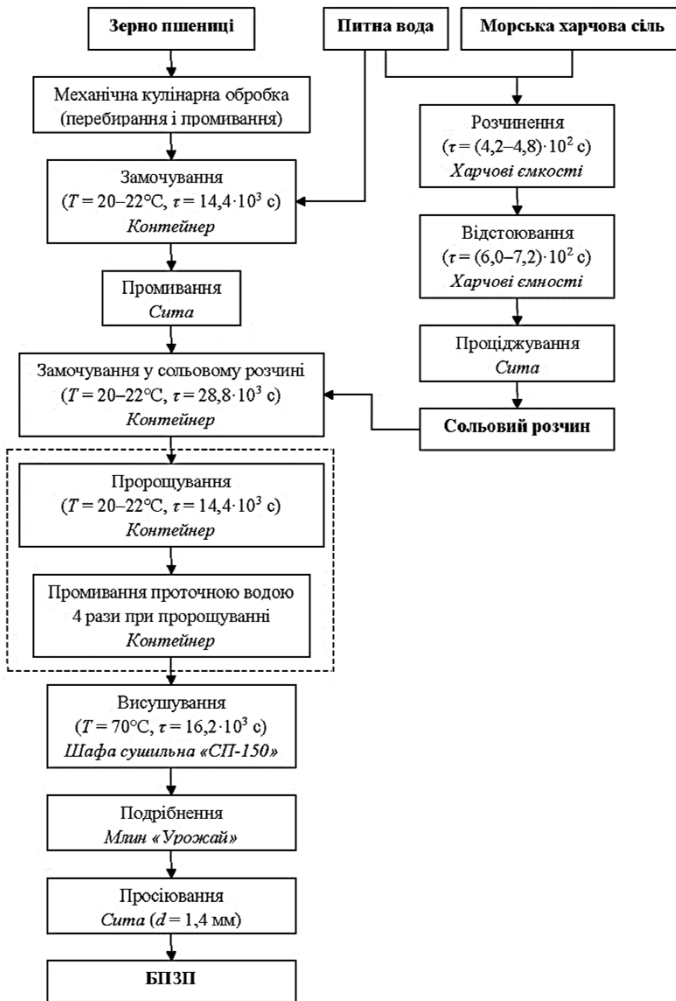 Зерно пшениці
Питна вода
Морська харчова сіль
Механічна кулінарна обробка
(перебирання і промивання)
Замочування
(T = 20–22°C, τ = 14,4·10³ с)
Контейнер
Промивання
Сита
Замочування у сольовому розчині
(T = 20–22°C, τ = 28,8·10³ с)
Контейнер
Розчинення
(τ = (4,2–4,8)·10² с)
Харчові ємкості
Відстоювання
(τ = (6,0–7,2)·10² с)
Харчові ємності
Проціджування
Сита
Сольовий розчин
Пророщування
(T = 20–22°C, τ = 14,4·10³ с)
Контейнер
Промивання проточною водою
4 рази при пророщуванні
Контейнер
Висушування
(T = 70°C, τ = 16,2·10³ с)
Шафа сушильна «СП-150»
Подрібнення
Млин «Урожай»
Просіювання
Сита (d = 1,4 мм)
БПЗП